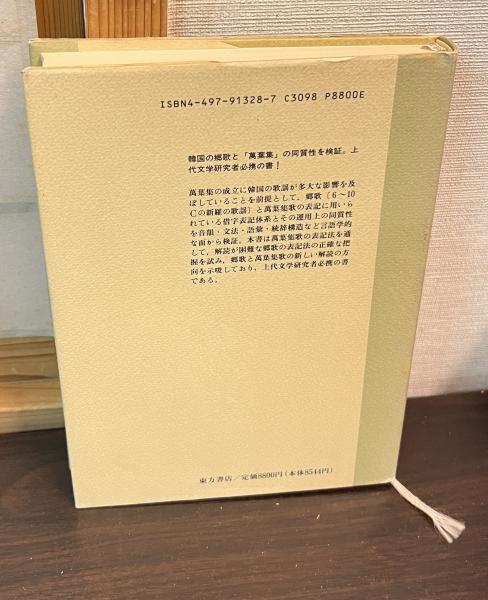 ISBN4-497-91328-7 C3098 P8800E
韓国の郷歌と「萬葉集」の同質性を検証。上
代文学研究者必携の書！
萬葉集の成立に韓国の歌謡が多大な影響を及
ぼしていることを前提として，郷歌〔6～10
Cの新羅の歌謡〕と萬葉集歌の表記に用いら
れている借字表記体系とその運用上の同質性
を音韻・文法・語彙・統辞構造など言語学的
な面から検証。本書は萬葉集歌の表記法を通
して，解読が困難な郷歌の表記法の正確な把
握を試み，郷歌と萬葉集歌の新しい解読の方
向を示唆しており，上代文学研究者必携の書
である。
東方書店／定価8800円（本体8544円）